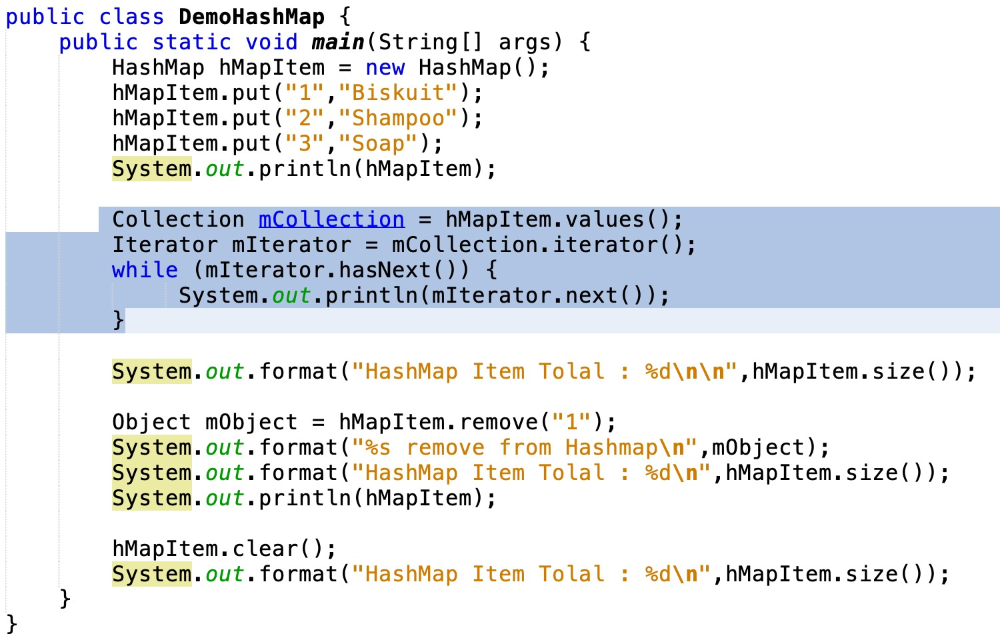 public class DemoHashMap {
    public static void main(String[] args) {
        HashMap hMapItem = new HashMap();
        hMapItem.put("1","Biskuit");
        hMapItem.put("2","Shampoo");
        hMapItem.put("3","Soap");
        System.out.println(hMapItem);
        Collection mCollection = hMapItem.values();
        Iterator mIterator = mCollection.iterator();
        while (mIterator.hasNext()) {
             System.out.println(mIterator.next());
        }
        System.out.format("HashMap Item Tolal : %d\n\n",hMapItem.size());
        Object mObject = hMapItem.remove("1");
        System.out.format("%s remove from Hashmap\n",mObject);
        System.out.format("HashMap Item Tolal : %d\n",hMapItem.size());
        System.out.println(hMapItem);
        hMapItem.clear();
        System.out.format("HashMap Item Tolal : %d\n",hMapItem.size());
    }
}